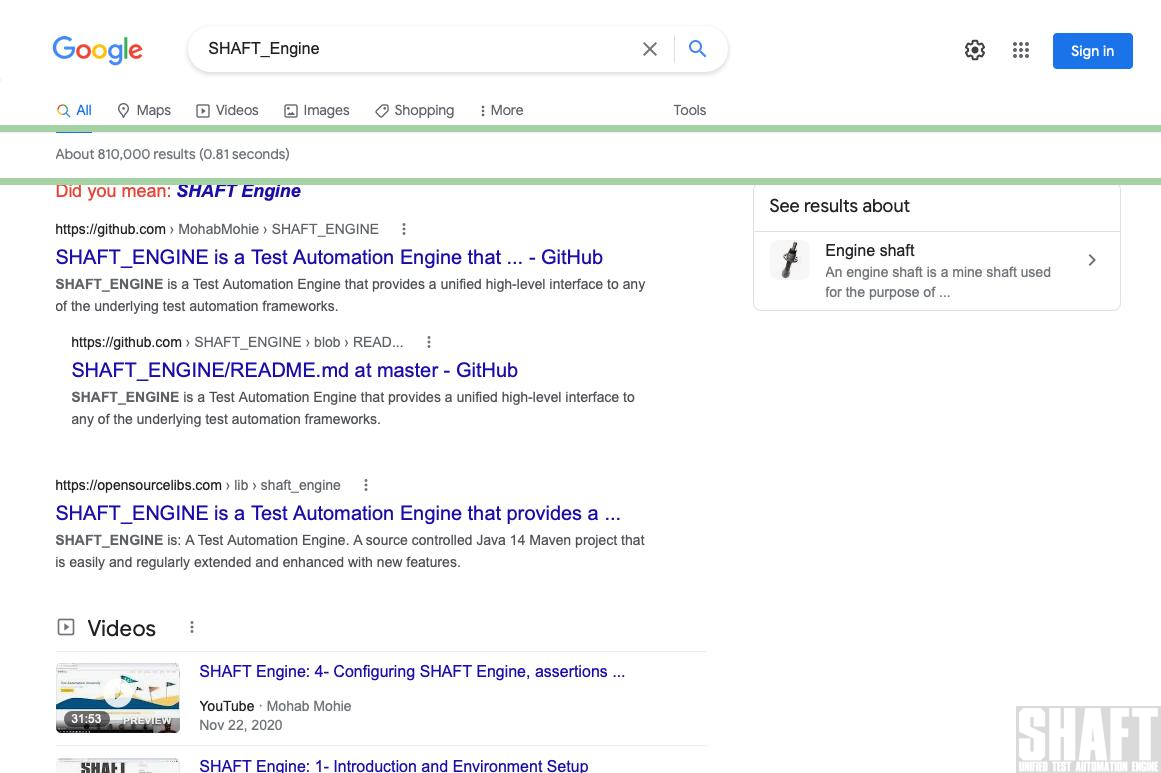 Google
SHAFT_Engine
Sign in
All
Maps
Videos
Images
Shopping
More
Tools
About 810,000 results (0.81 seconds)
Did you mean: SHAFT Engine
https://github.com › MohabMohie › SHAFT_ENGINE
SHAFT_ENGINE is a Test Automation Engine that ... - GitHub
SHAFT_ENGINE is a Test Automation Engine that provides a unified high-level interface to any
of the underlying test automation frameworks.
https://github.com › SHAFT_ENGINE › blob › READ...
SHAFT_ENGINE/README.md at master - GitHub
SHAFT_ENGINE is a Test Automation Engine that provides a unified high-level interface to
any of the underlying test automation frameworks.
https://opensourcelibs.com › lib › shaft_engine
SHAFT_ENGINE is a Test Automation Engine that provides a ...
SHAFT_ENGINE is: A Test Automation Engine. A source controlled Java 14 Maven project that
is easily and regularly extended and enhanced with new features.
Videos
SHAFT Engine: 4- Configuring SHAFT Engine, assertions ...
31:53
PREVIEW
YouTube · Mohab Mohie
Nov 22, 2020
SHAFT
SHAFT Engine: 1- Introduction and Environment Setup
See results about
Engine shaft
An engine shaft is a mine shaft used
for the purpose of ...
SHAFT
UNIFIED TEST AUTOMATION ENGINE